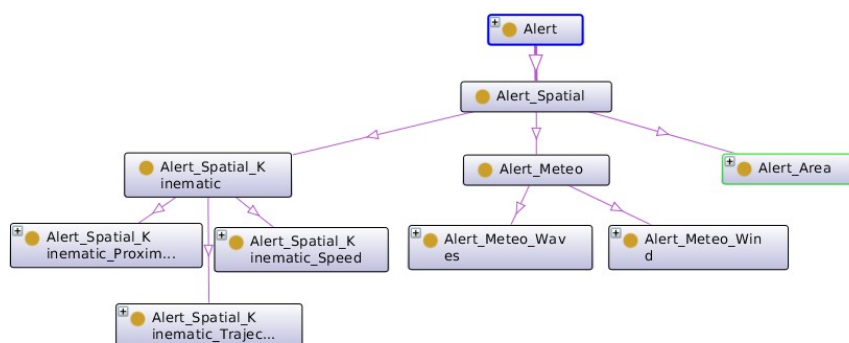 Alert
Alert_Spatial
Alert_Spatial_K
inematic
Alert_Meteo
Alert_Area
Alert_Spatial_K
inematic_Proxim...
Alert_Spatial_K
inematic_Speed
Alert_Meteo_Wav
es
Alert_Meteo_Win
d
Alert_Spatial_K
inematic_Trajec...